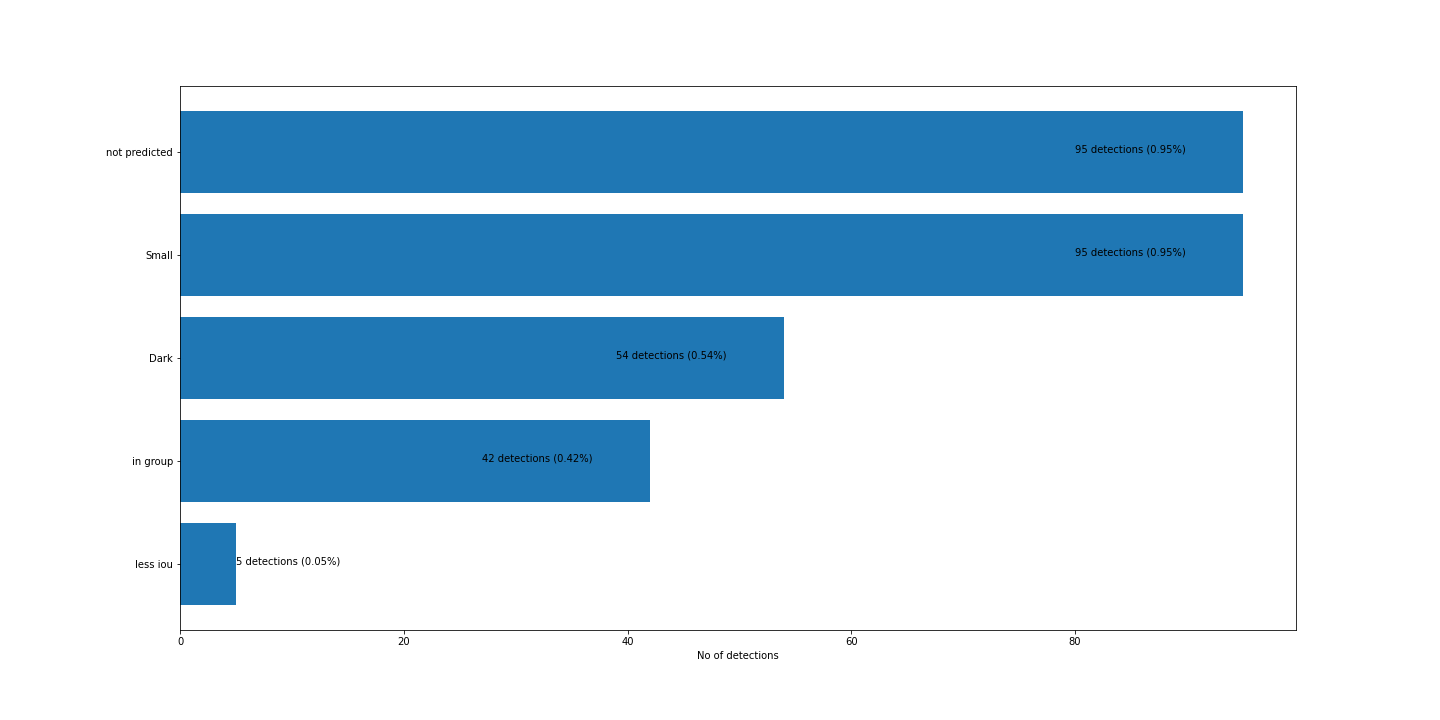 not predicted
95 detections (0.95%)
Small
95 detections (0.95%)
Dark
54 detections (0.54%)
in group
42 detections (0.42%)
less iou
5 detections (0.05%)
0 20 40 60 80
No of detections